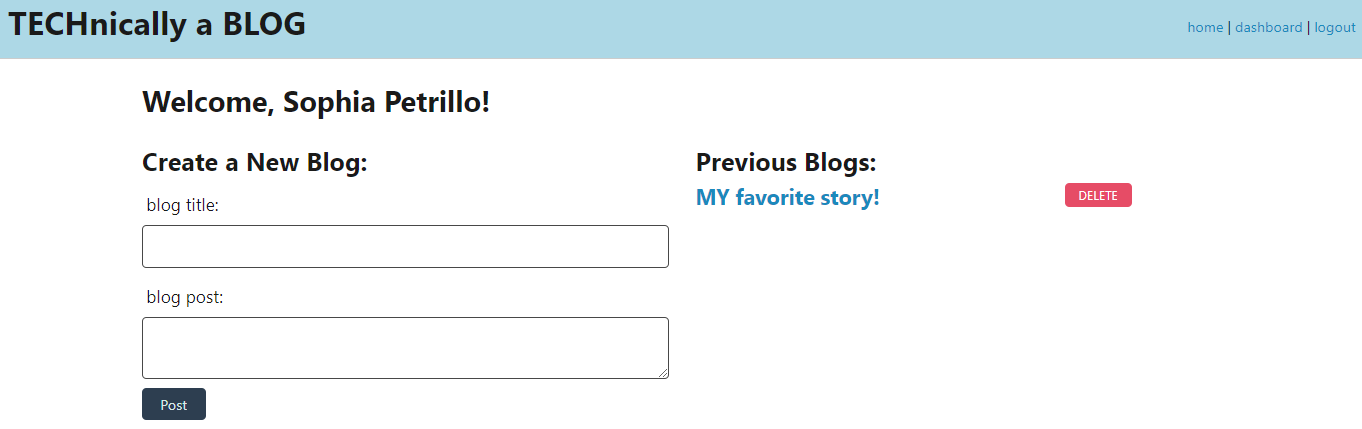 TECHnically a BLOG
home | dashboard | logout
Welcome, Sophia Petrillo!
Create a New Blog:
blog title:
blog post:
Post
Previous Blogs:
MY favorite story!
DELETE